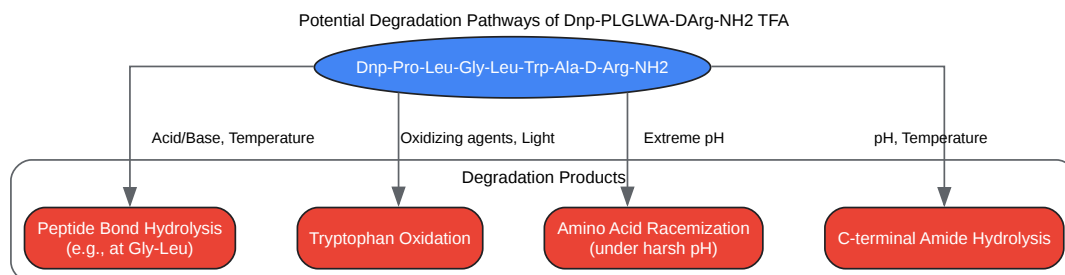 Potential Degradation Pathways of Dnp-PLGLWA-DArg-NH2 TFA
Dnp-Pro-Leu-Gly-Leu-Trp-Ala-D-Arg-NH2
Acid/Base, Temperature
Oxidizing agents, Light
Extreme pH
pH, Temperature
Degradation Products
Peptide Bond Hydrolysis
(e.g., at Gly-Leu)
Tryptophan Oxidation
Amino Acid Racemization
(under harsh pH)
C-terminal Amide Hydrolysis